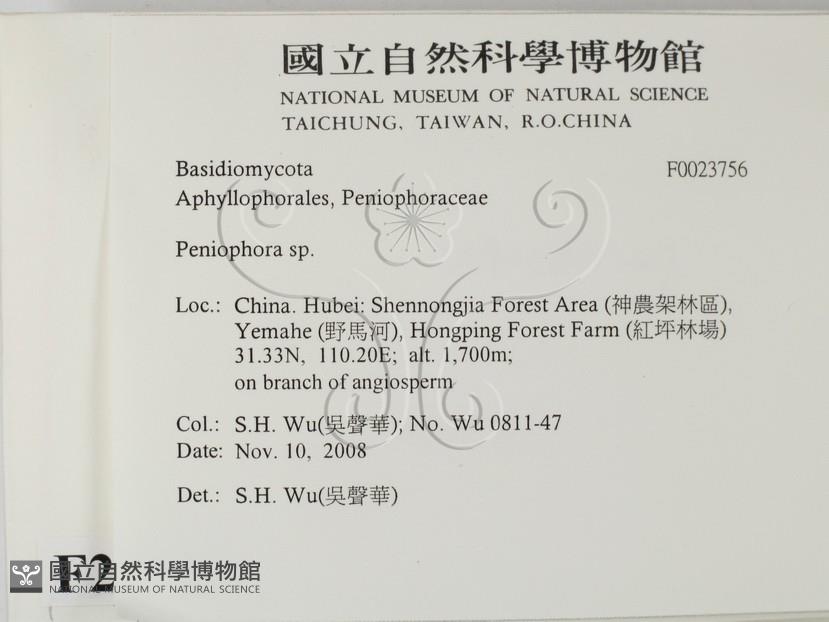 國立自然科學博物館
NATIONAL MUSEUM OF NATURAL SCIENCE
TAICHUNG, TAIWAN, R.O.CHINA
Basidiomycota F0023756
Aphyllophorales, Peniophoraceae
Peniophora sp.
Loc.: China. Hubei: Shennongjia Forest Area (神農架林區),
Yemahe (野馬河), Hongping Forest Farm (紅坪林場)
31.33N, 110.20E; alt. 1,700m;
on branch of angiosperm
Col.: S.H. Wu(吳聲華); No. Wu 0811-47
Date: Nov. 10, 2008
Det.: S.H. Wu(吳聲華)
F2
國立自然科學博物館
NATIONAL MUSEUM OF NATURAL SCIENCE